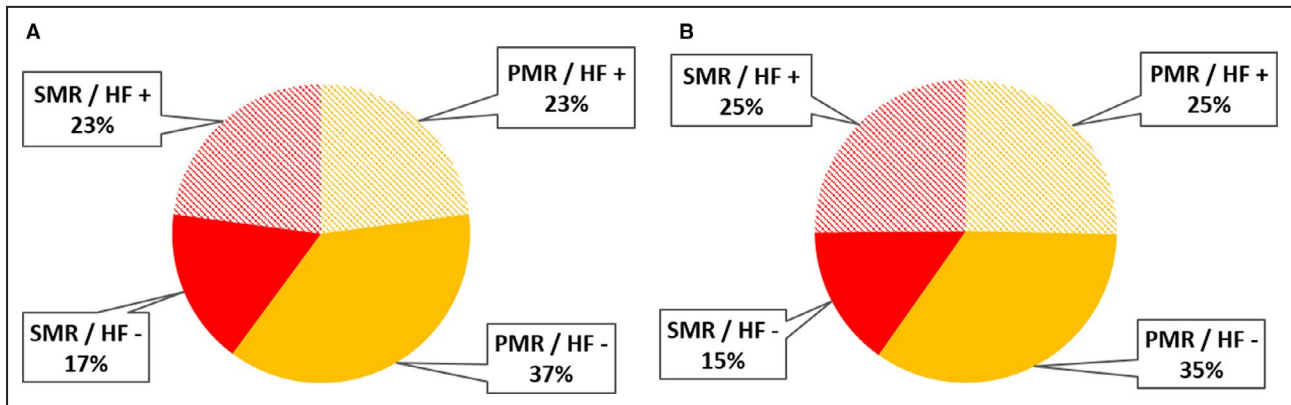 A
SMR / HF +
23%
PMR / HF +
23%
SMR / HF -
17%
PMR / HF -
37%
B
SMR / HF +
25%
PMR / HF +
25%
SMR / HF -
15%
PMR / HF -
35%